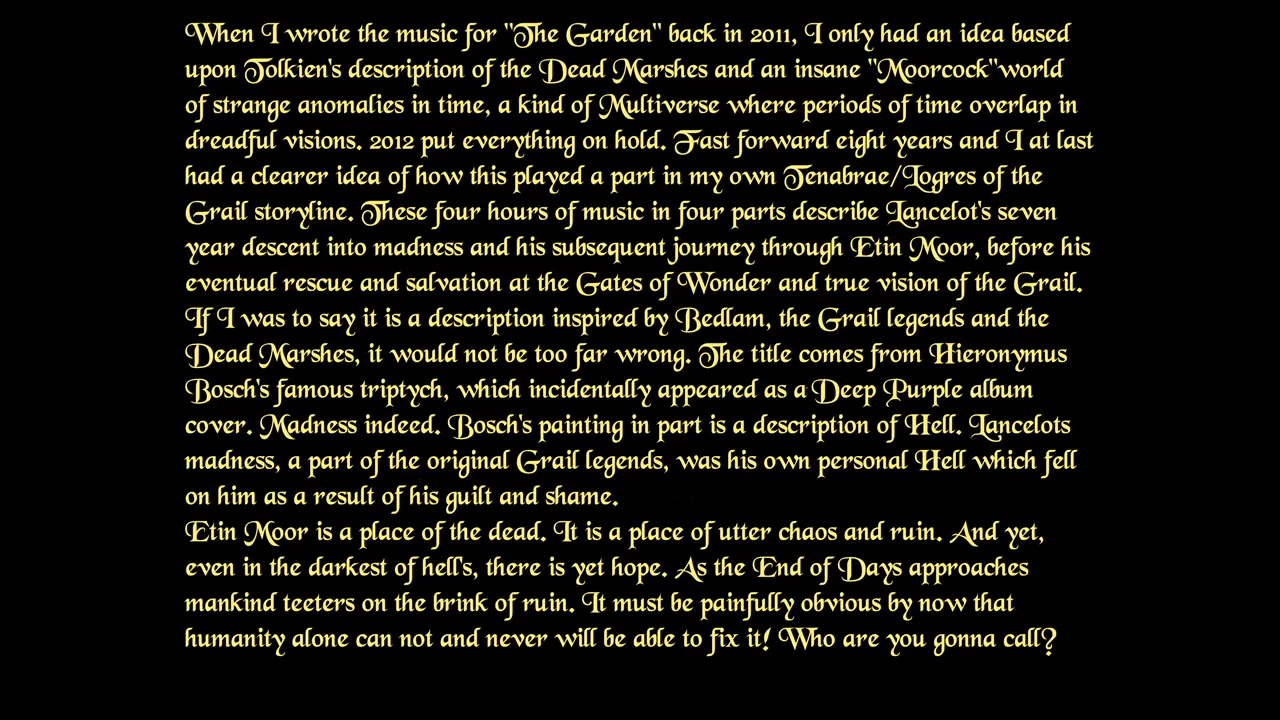 When I wrote the music for "The Garden" back in 2011, I only had an idea based
upon Tolkien's description of the Dead Marshes and an insane "Moorcock"world
of strange anomalies in time, a kind of Multiverse where periods of time overlap in
dreadful visions. 2012 put everything on hold. Fast forward eight years and I at last
had a clearer idea of how this played a part in my own Tenabrae/Logres of the
Grail storyline. These four hours of music in four parts describe Lancelot's seven
year descent into madness and his subsequent journey through Etin Moor, before his
eventual rescue and salvation at the Gates of Wonder and true vision of the Grail.
If I was to say it is a description inspired by Bedlam, the Grail legends and the
Dead Marshes, it would not be too far wrong. The title comes from Hieronymus
Bosch's famous triptych, which incidentally appeared as a Deep Purple album
cover. Madness indeed. Bosch's painting in part is a description of Hell. Lancelots
madness, a part of the original Grail legends, was his own personal Hell which fell
on him as a result of his guilt and shame.
Etin Moor is a place of the dead. It is a place of utter chaos and ruin. And yet,
even in the darkest of hell's, there is yet hope. As the End of Days approaches
mankind teeters on the brink of ruin. It must be painfully obvious by now that
humanity alone can not and never will be able to fix it! Who are you gonna call?